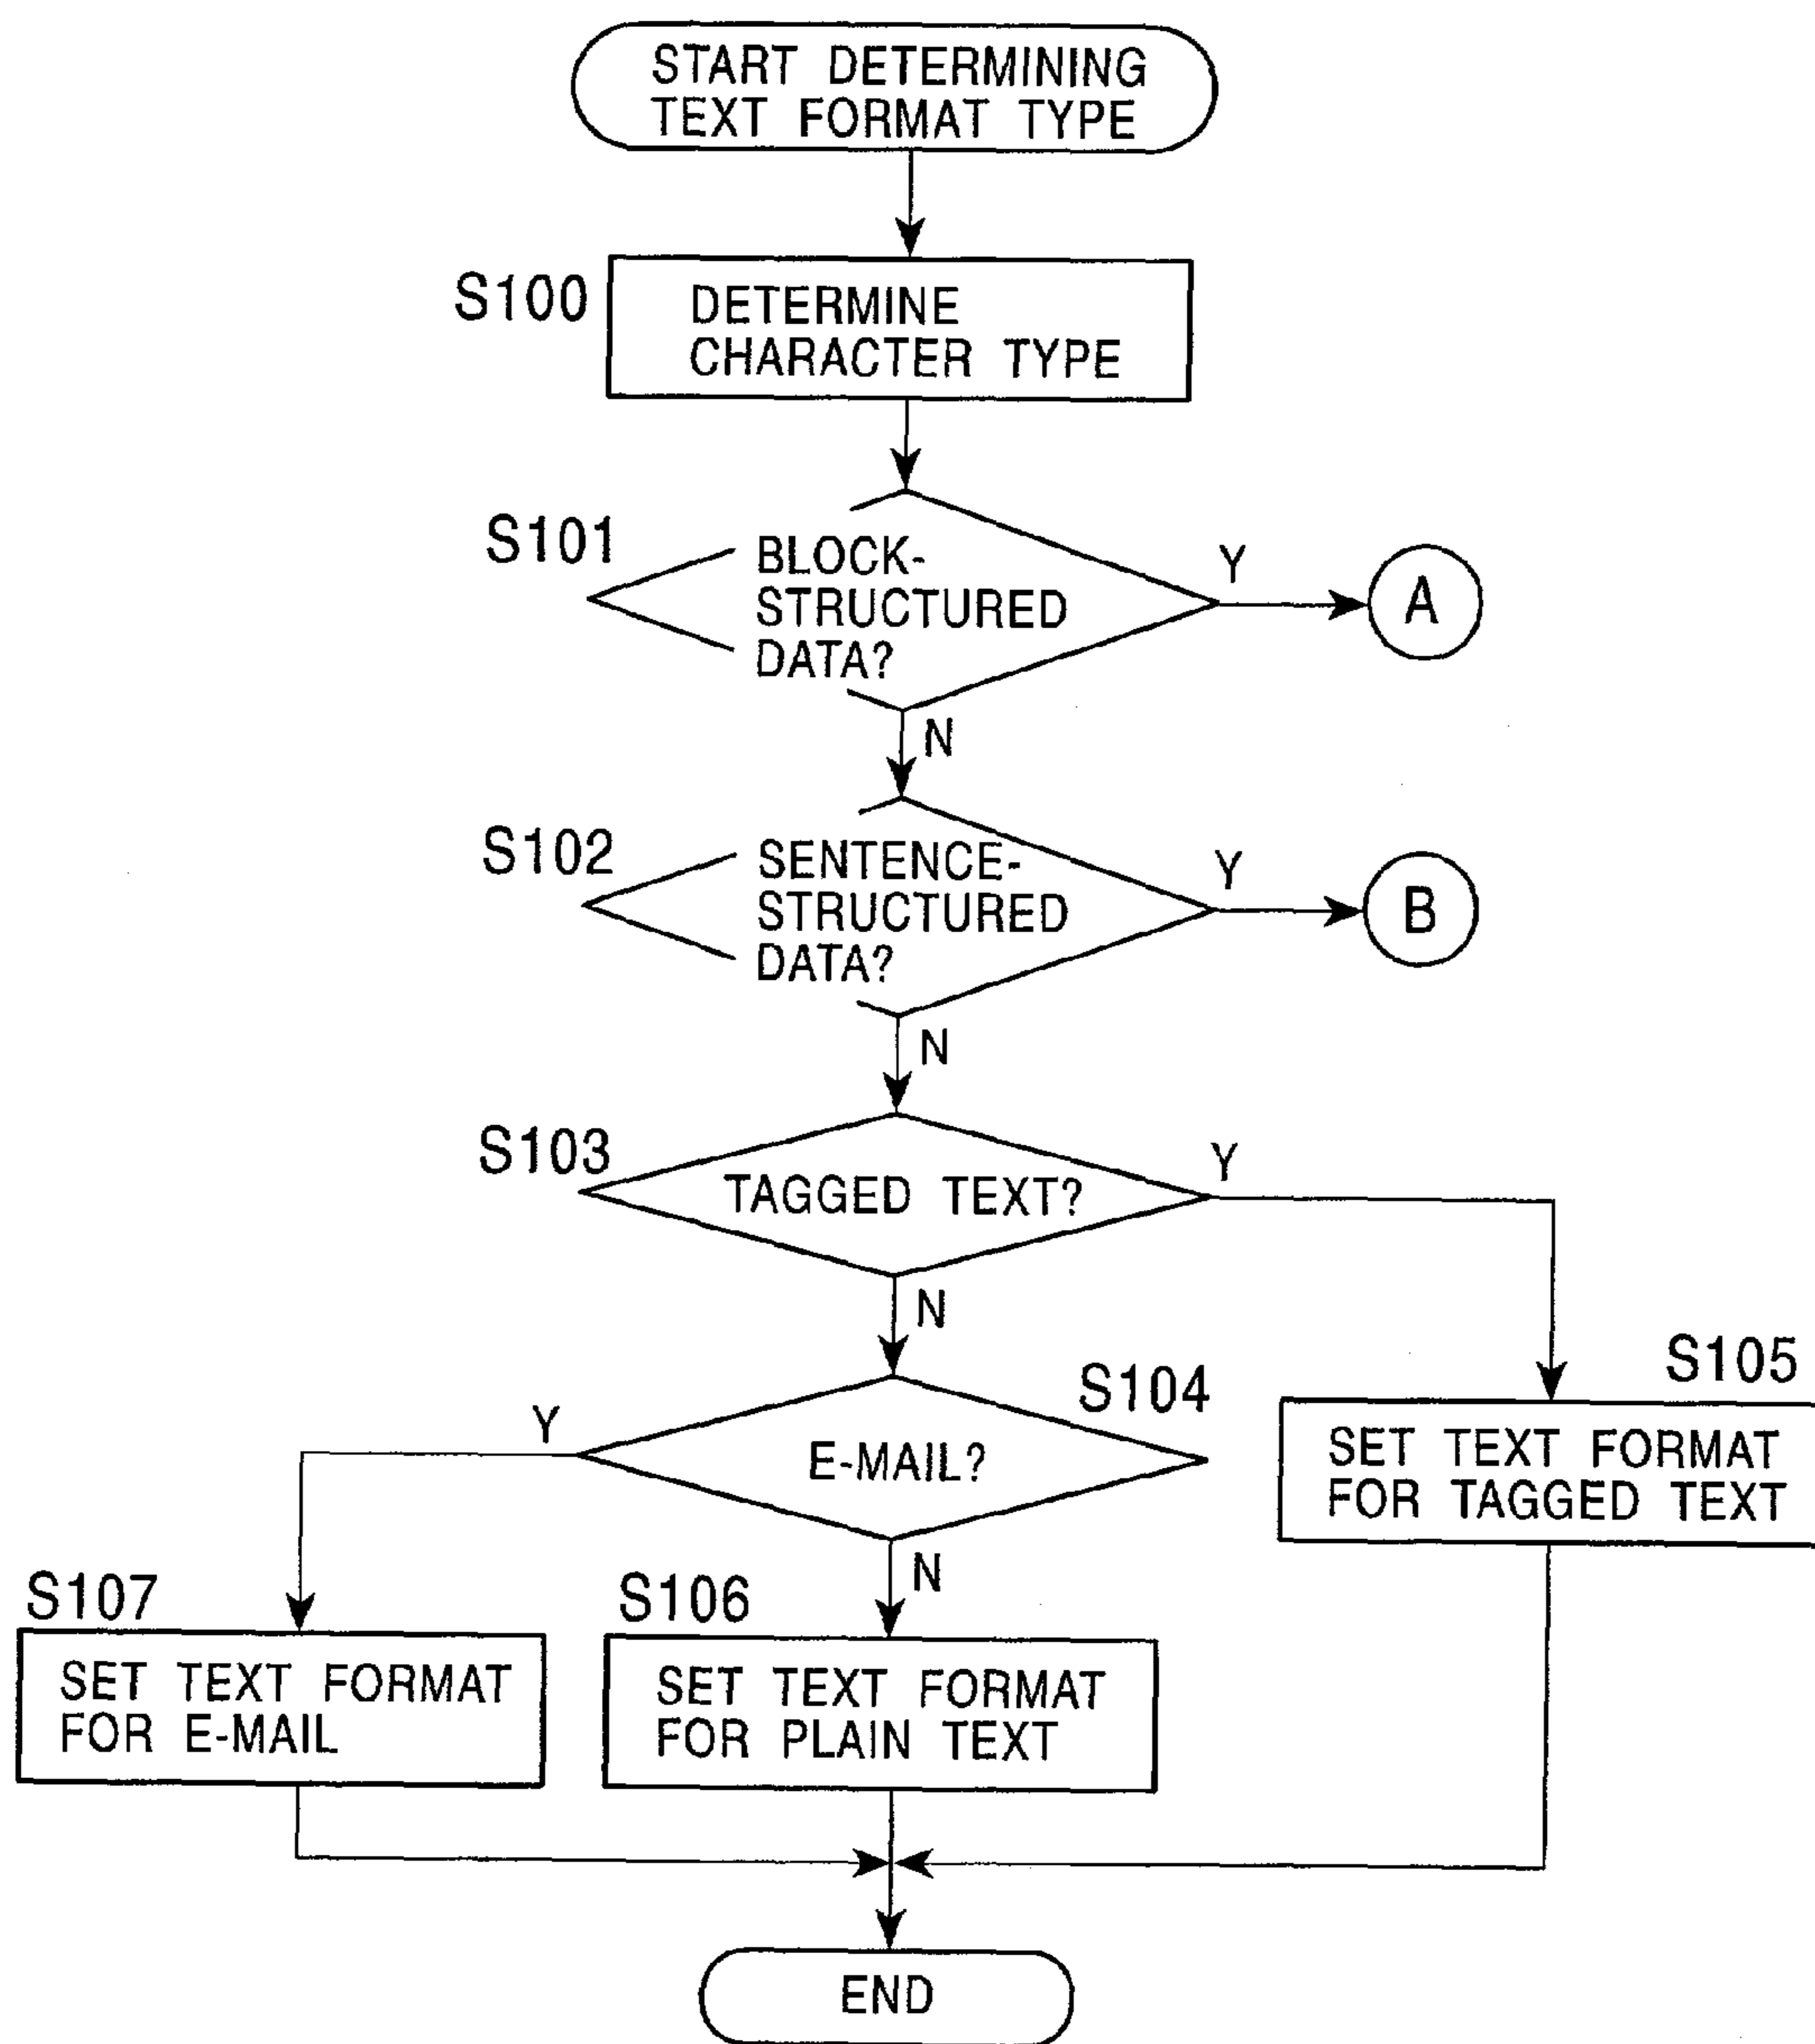 START DETERMINING
TEXT FORMAT TYPE
S100
DETERMINE
CHARACTER TYPE
S101
BLOCK-
STRUCTURED
DATA?
Y
A
N
S102
SENTENCE-
STRUCTURED
DATA?
Y
B
N
S103
TAGGED TEXT?
Y
N
S104
E-MAIL?
Y
N
S105
SET TEXT FORMAT
FOR TAGGED TEXT
S107
SET TEXT FORMAT
FOR E-MAIL
S106
SET TEXT FORMAT
FOR PLAIN TEXT
END